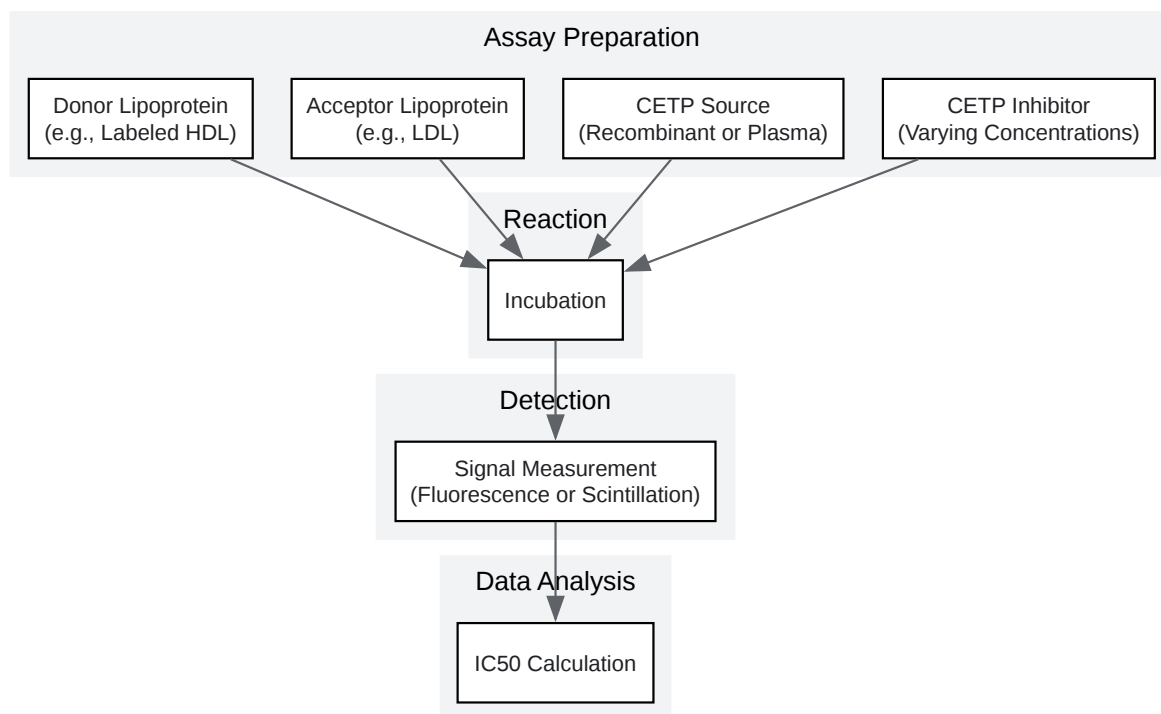 Assay Preparation
Donor Lipoprotein
(e.g., Labeled HDL)
Acceptor Lipoprotein
(e.g., LDL)
CETP Source
(Recombinant or Plasma)
CETP Inhibitor
(Varying Concentrations)
Reaction
Incubation
Detection
Signal Measurement
(Fluorescence or Scintillation)
Data Analysis
IC50 Calculation